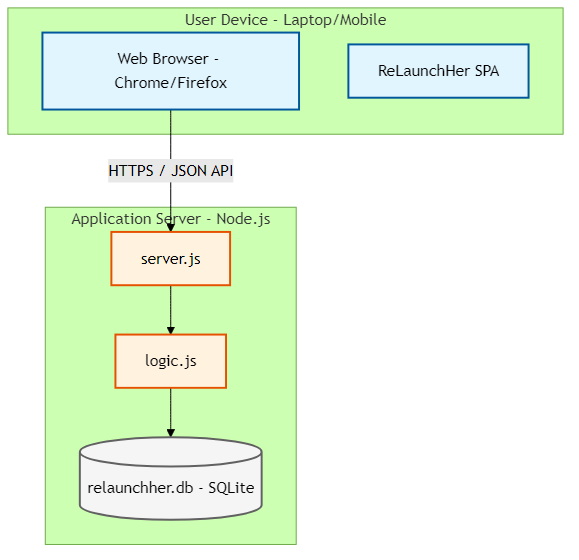 User Device - Laptop/Mobile
Web Browser -
Chrome/Firefox
ReLaunchHer SPA
HTTPS / JSON API
Application Server - Node.js
server.js
logic.js
relaunchher.db - SQLite